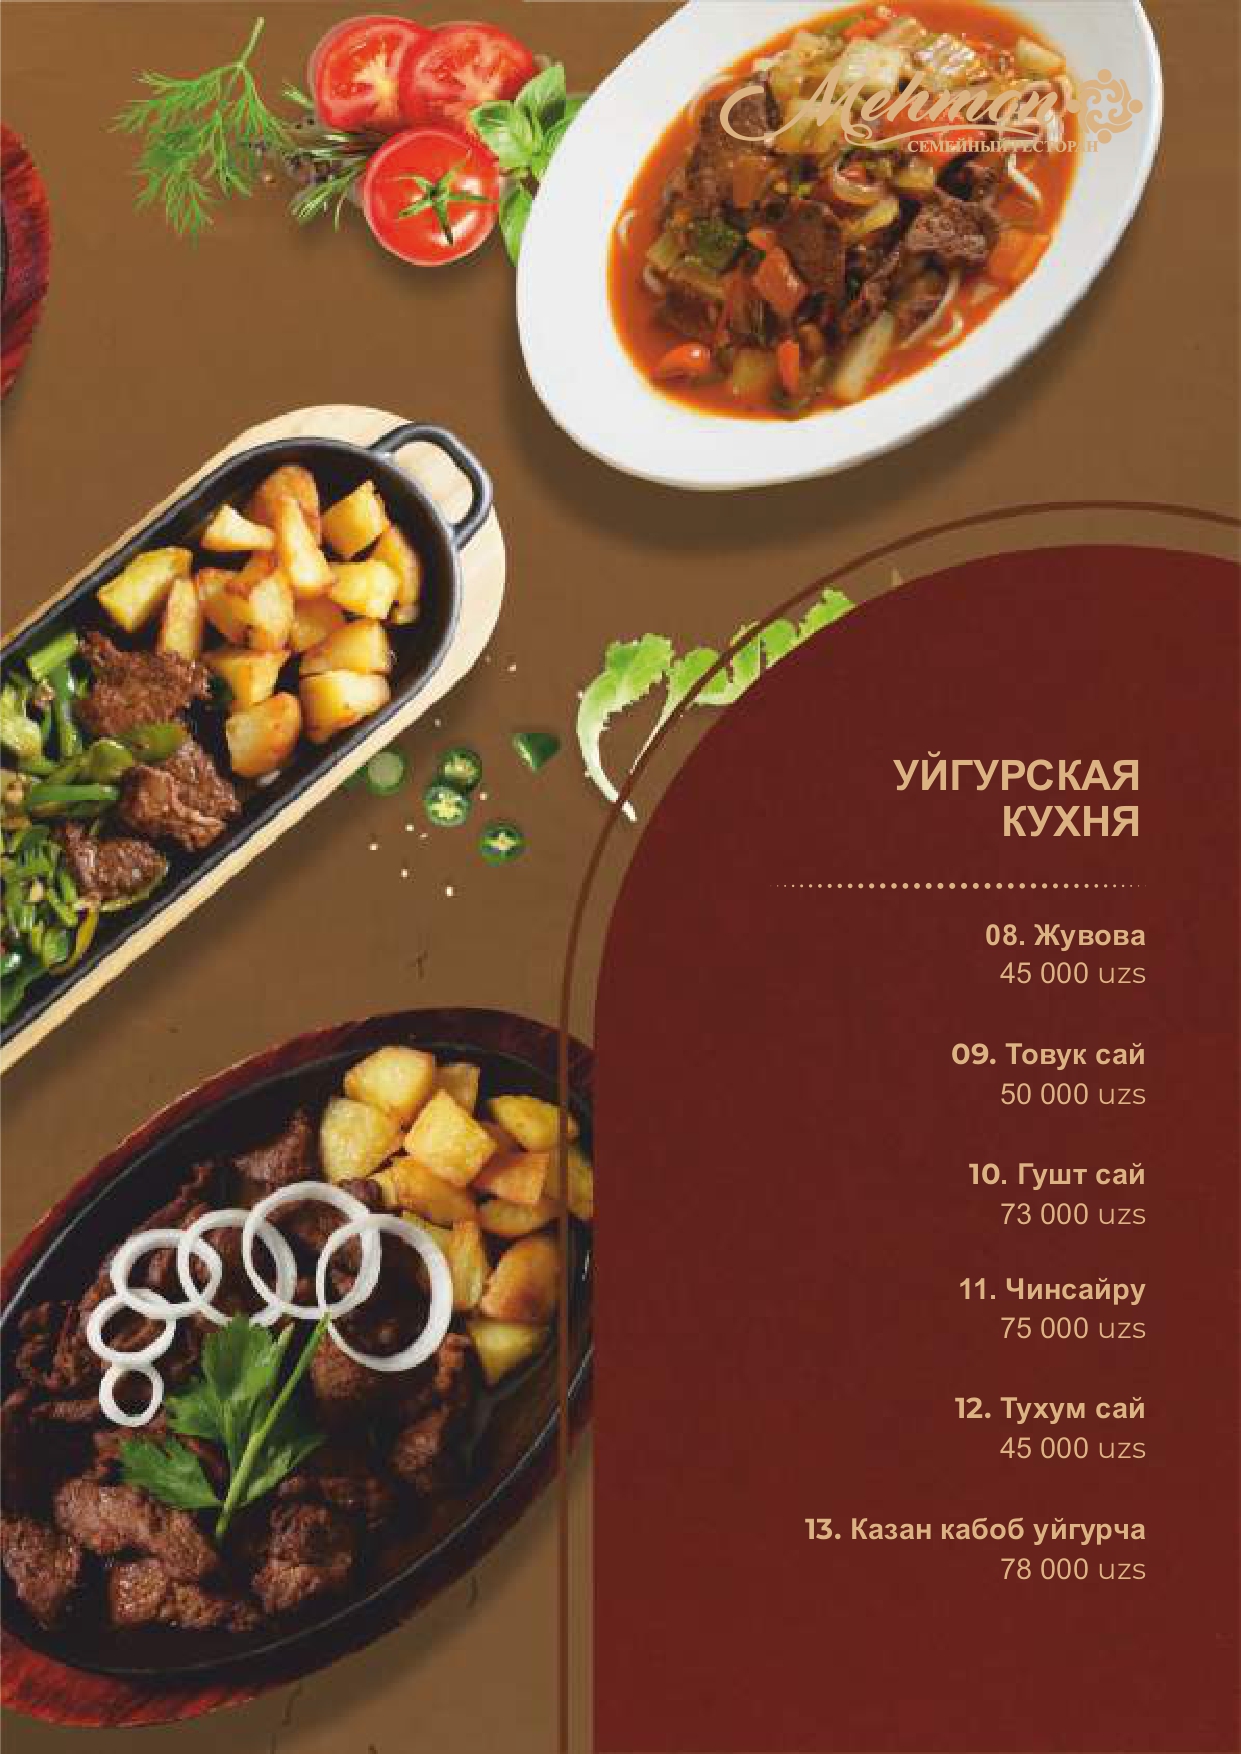 Mehmon
СЕМЕЙНЫЙ РЕСТОРАН
УЙГУРСКАЯ
КУХНЯ
08. Жувова
45 000 uzs
09. Товук сай
50 000 uzs
10. Гушт сай
73 000 uzs
11. Чинсайру
75 000 uzs
12. Тухум сай
45 000 uzs
13. Казан кабоб уйгурча
78 000 uzs